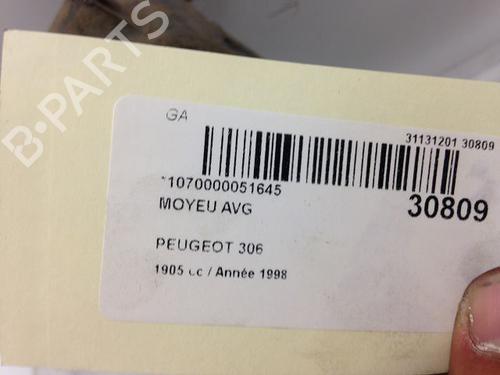 B-PARTS
GA
31131201 30809
*1070000051645
30809
MOYEU AVG
PEUGEOT 306
1905 cc / Année 1998